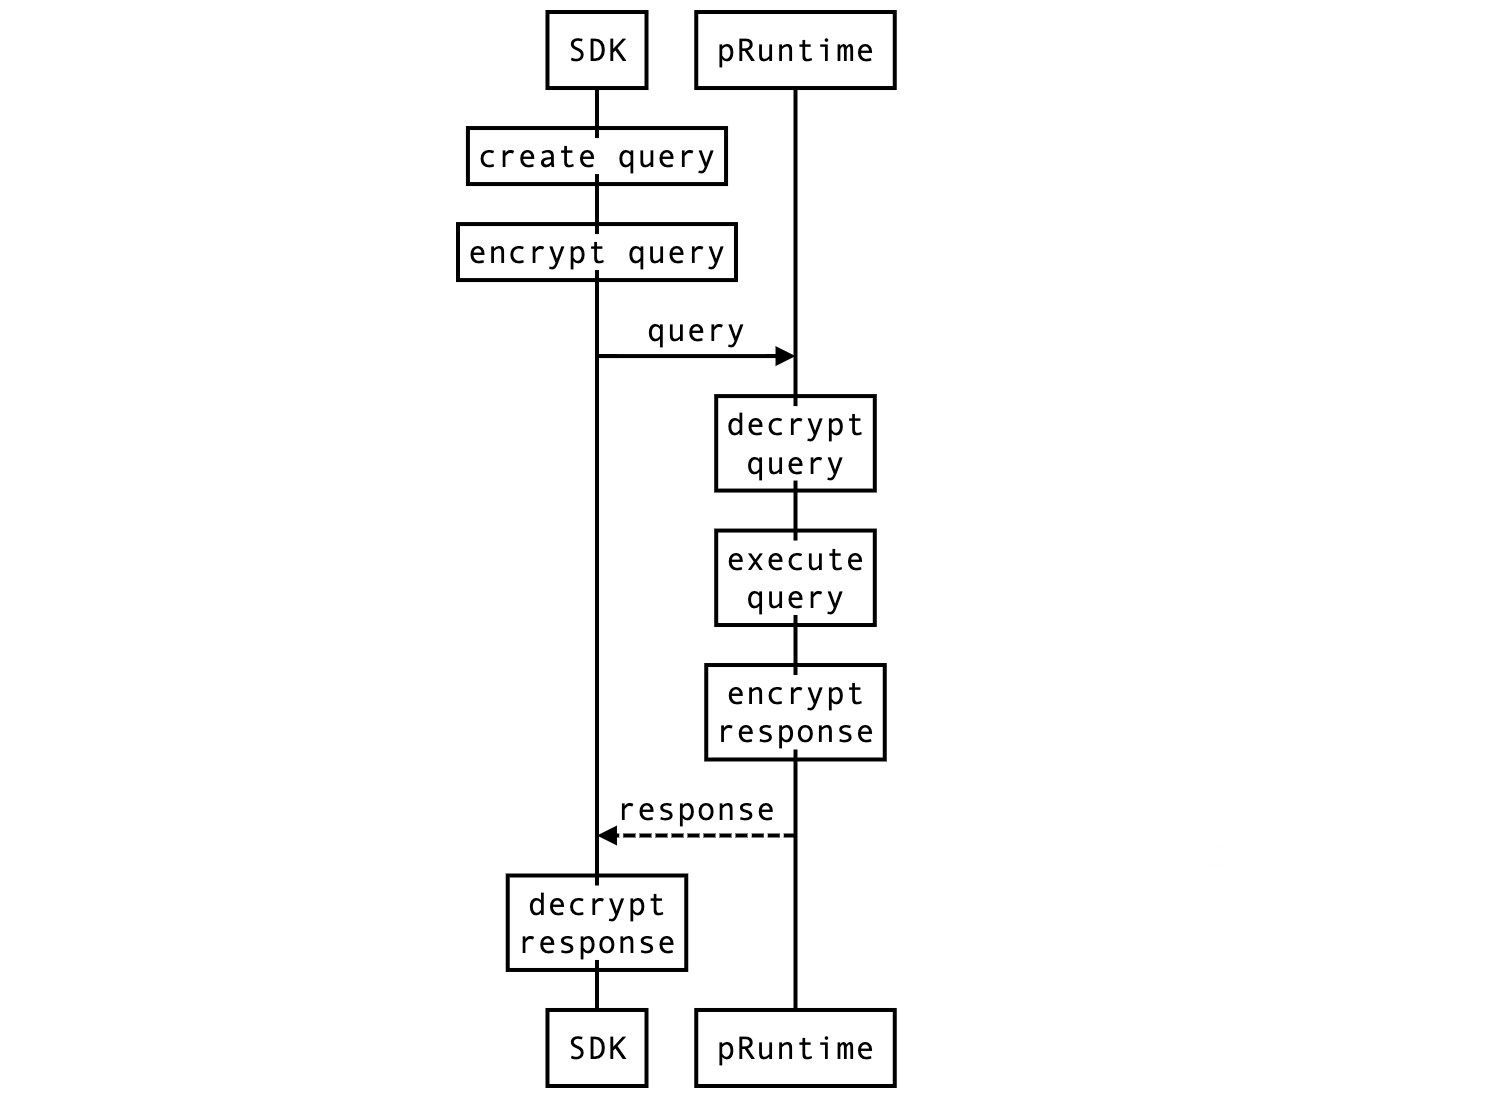 SDK
pRuntime
create query
encrypt query
query
decrypt
query
execute
query
encrypt
response
response
decrypt
response
SDK
pRuntime